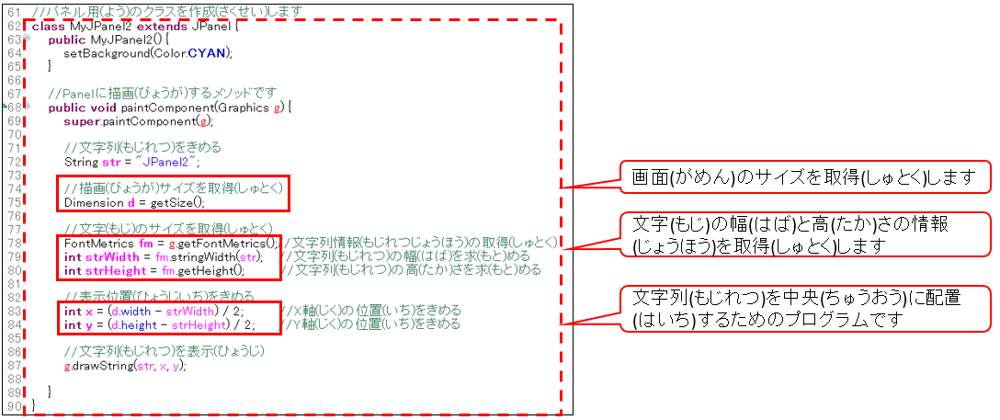 61 //パネル用(よう)のクラスを作成(さくせい)します
62 class MyJPanel2 extends JPanel {
63 public MyJPanel2() {
64 setBackground(Color.CYAN);
65 }
66
67 //Panelに描画(びょうが)するメソッドです
68 public void paintComponent(Graphics g) {
69 super.paintComponent(g);
70
71 //文字列(もじれつ)をきめる
72 String str = "JPanel2";
73
74 //描画(びょうが)サイズを取得(しゅとく)
75 Dimension d = getSize();
76
77 //文字(もじ)のサイズを取得(しゅとく)
78 FontMetrics fm = g.getFontMetrics(); //文字列情報(もじれつじょうほう)の取得(しゅとく)
79 int strWidth = fm.stringWidth(str); //文字列(もじれつ)の幅(はば)を求(もと)める
80 int strHeight = fm.getHeight(); //文字列(もじれつ)の高(たか)さを求(もと)める
81
82 //表示位置(ひょうじいち)をきめる
83 int x = (d.width - strWidth) / 2; //X軸(じく)の位置(いち)をきめる
84 int y = (d.height - strHeight) / 2; //Y軸(じく)の位置(いち)をきめる
85
86 //文字列(もじれつ)を表示(ひょうじ)
87 g.drawString(str, x, y);
88
89 }
90 }
画面(がめん)のサイズを取得(しゅとく)します
文字(もじ)の幅(はば)と高(たか)さの情報
(じょうほう)を取得(しゅとく)します
文字列(もじれつ)を中央(ちゅうおう)に配置
(はいち)するためのプログラムです